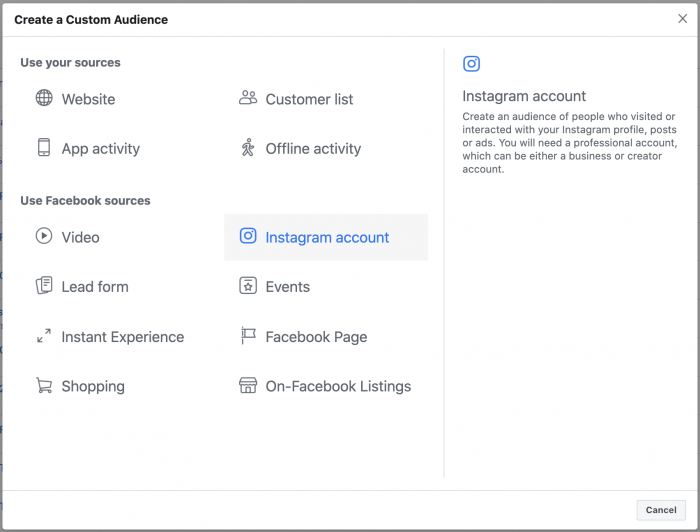 Create a Custom Audience
Use your sources
Website
Customer list
App activity
Offline activity
Use Facebook sources
Video
Instagram account
Lead form
Events
Instant Experience
Facebook Page
Shopping
On-Facebook Listings
Instagram account
Create an audience of people who visited or
interacted with your Instagram profile, posts
or ads. You will need a professional account,
which can be either a business or creator
account.
Cancel